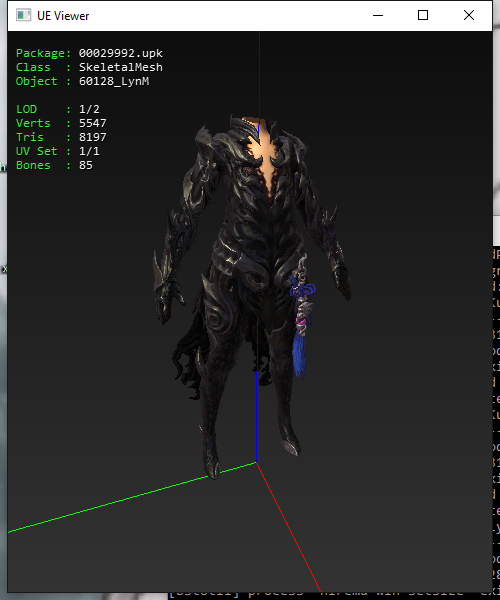 UE Viewer
Package: 00029992.upk
Class : SkeletalMesh
Object : 60128_LynM
LOD : 1/2
Verts : 5547
Tris : 8197
UV Set : 1/1
Bones : 85